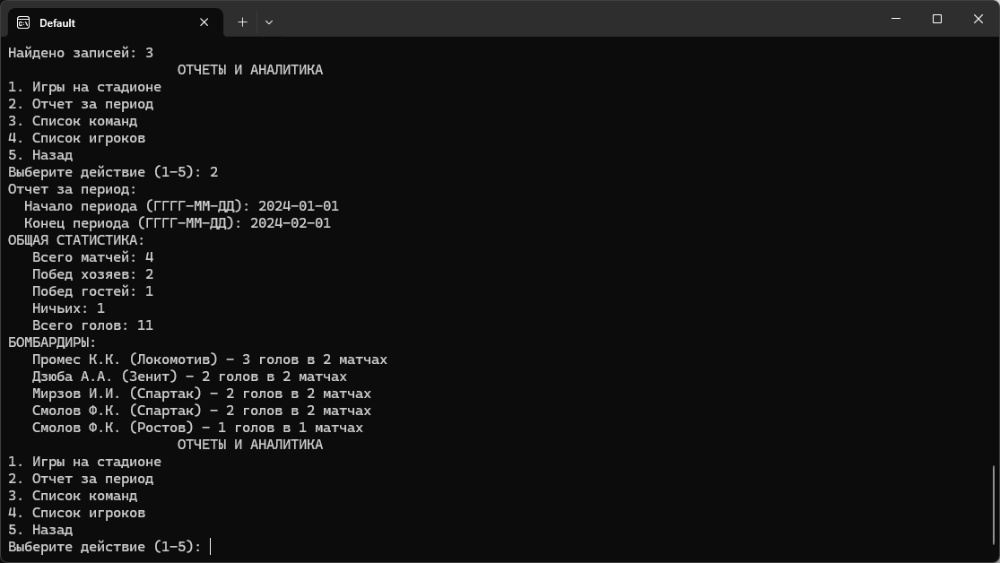 Default
Найдено записей: 3
ОТЧЕТЫ И АНАЛИТИКА
1. Игры на стадионе
2. Отчет за период
3. Список команд
4. Список игроков
5. Назад
Выберите действие (1-5): 2
Отчет за период:
Начало периода (ГГГГ-ММ-ДД): 2024-01-01
Конец периода (ГГГГ-ММ-ДД): 2024-02-01
ОБЩАЯ СТАТИСТИКА:
Всего матчей: 4
Побед хозяев: 2
Побед гостей: 1
Ничьих: 1
Всего голов: 11
БОМБАРДИРЫ:
Промес К.К. (Локомотив) - 3 голов в 2 матчах
Дзюба А.А. (Зенит) - 2 голов в 2 матчах
Мирзов И.И. (Спартак) - 2 голов в 2 матчах
Смолов Ф.К. (Спартак) - 2 голов в 2 матчах
Смолов Ф.К. (Ростов) - 1 голов в 1 матчах
ОТЧЕТЫ И АНАЛИТИКА
1. Игры на стадионе
2. Отчет за период
3. Список команд
4. Список игроков
5. Назад
Выберите действие (1-5):